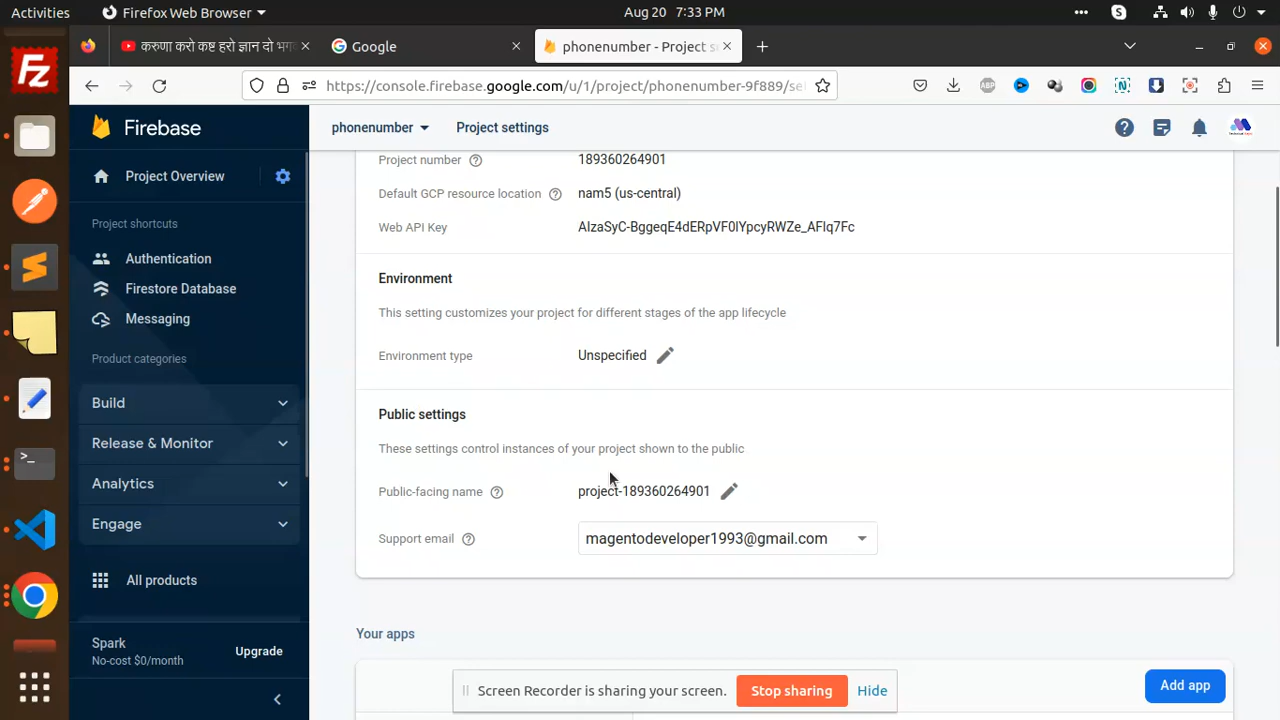 Activities
Firefox Web Browser
Aug 20 7:33 PM
करुणा करो कष्ट हरो ज्ञान दो भग
Google
phonenumber - Project s
https://console.firebase.google.com/u/1/project/phonenumber-9f889/se
Firebase
phonenumber
Project settings
Project Overview
Project shortcuts
Authentication
Firestore Database
Messaging
Product categories
Build
Release & Monitor
Analytics
Engage
All products
Spark
No-cost $0/month
Upgrade
Project number
189360264901
Default GCP resource location
nam5 (us-central)
Web API Key
AIzaSyC-BggeqE4dERpVF0lYpcyRWZe_AFlq7Fc
Environment
This setting customizes your project for different stages of the app lifecycle
Environment type
Unspecified
Public settings
These settings control instances of your project shown to the public
Public-facing name
project-189360264901
Support email
magentodeveloper1993@gmail.com
Your apps
Add app
Screen Recorder is sharing your screen.
Stop sharing
Hide